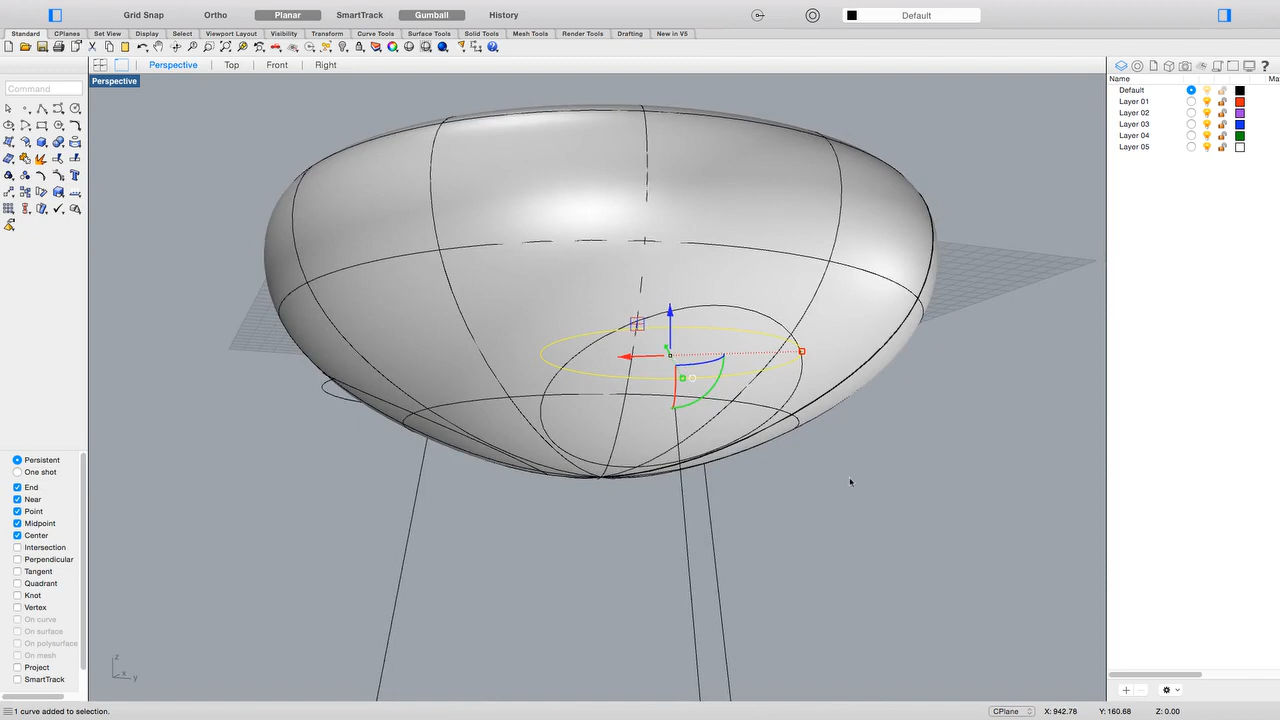 Grid Snap Ortho Planar SmartTrack Gumball History Default
Standard CPlanes Set View Display Select Viewport Layout Visibility Transform Curve Tools Surface Tools Solid Tools Mesh Tools Render Tools Drafting New in V5
Perspective Top Front Right
Perspective
Command
Name Ma
Default
Layer 01
Layer 02
Layer 03
Layer 04
Layer 05
Persistent
One shot
End
Near
Point
Midpoint
Center
Intersection
Perpendicular
Tangent
Quadrant
Knot
Vertex
On curve
On surface
On polysurface
On mesh
Project
SmartTrack
z
x y
1 curve added to selection. CPlane X: 942.78 Y: 160.68 Z: 0.00